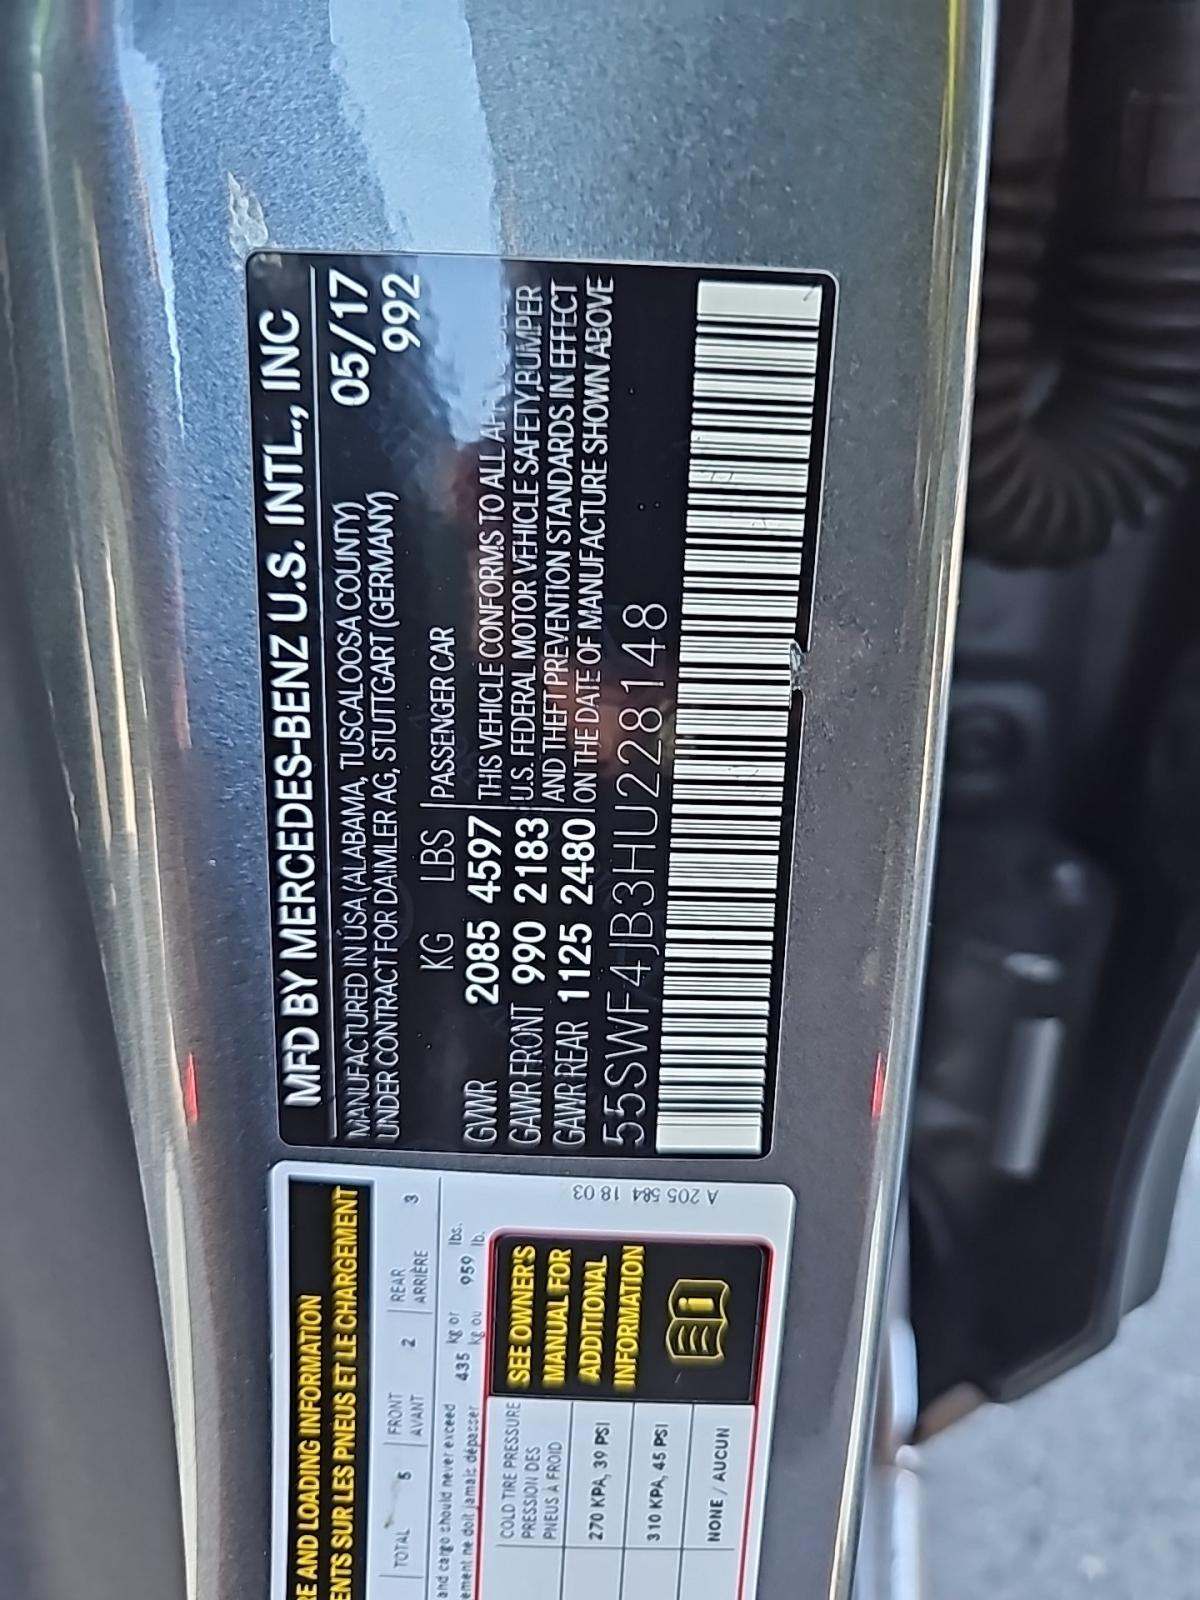 MFD BY MERCEDES-BENZ U.S. INTL., INC
MANUFACTURED IN USA (ALABAMA, TUSCALOOSA COUNTY) 05/17
UNDER CONTRACT FOR DAIMLER AG, STUTTGART (GERMANY) 992
KG LBS PASSENGER CAR
GVWR 2085 4597 THIS VEHICLE CONFORMS TO ALL
GAWR FRONT 990 2183 U.S. FEDERAL MOTOR VEHICLE SAFETY,BUMPER
AND THEFT PREVENTION STANDARDS IN EFFECT
GAWR REAR 1125 2480 ON THE DATE OF MANUFACTURE SHOWN ABOVE
55SWF4JB3HU228148
AND LOADING INFORMATION
SUR LES PNEUS ET LE CHARGEMENT
TOTAL 5 FRONT 2 REAR 3
AVANT ARRIÈRE
and cargo should never exceed 435 kg or 959 lbs.
ne doit jamais dépasser kg ou lb.
COLD TIRE PRESSURE
PRESSION DES
PNEUS À FROID
270 KPA, 39 PSI
310 KPA, 45 PSI
NONE / AUCUN
SEE OWNER'S
MANUAL FOR
ADDITIONAL
INFORMATION
i
A 205 584 18 03